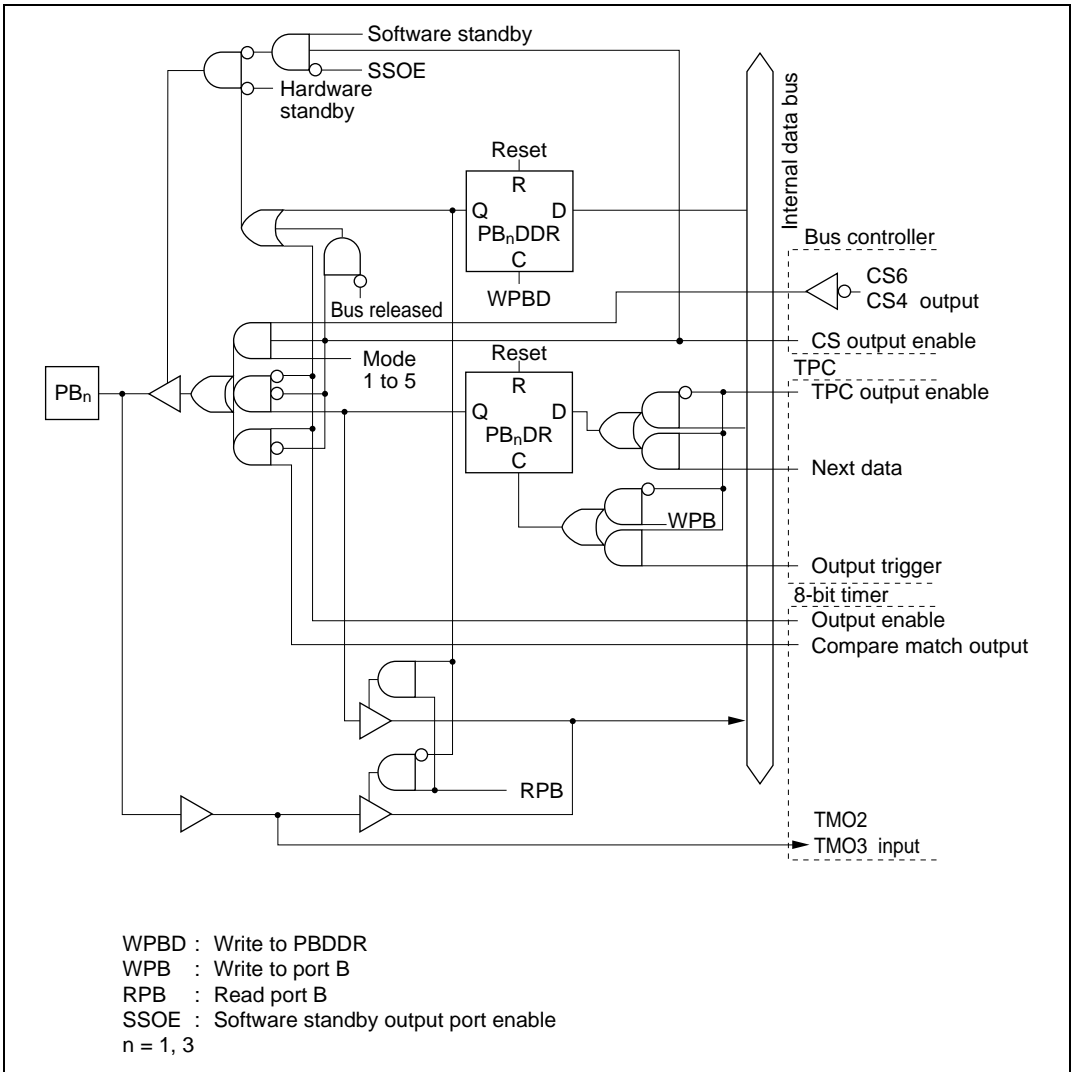 Software standby
SSOE
Hardware
standby
Internal data bus
Reset
R
Q D
PBnDDR
C
WPBD
Bus released
Bus controller
CS6
CS4 output
CS output enable
Mode
1 to 5
Reset
R
Q D
PBnDR
C
PBn
TPC
TPC output enable
Next data
WPB
Output trigger
8-bit timer
Output enable
Compare match output
RPB
TMO2
TMO3 input
WPBD : Write to PBDDR
WPB : Write to port B
RPB : Read port B
SSOE : Software standby output port enable
n = 1, 3